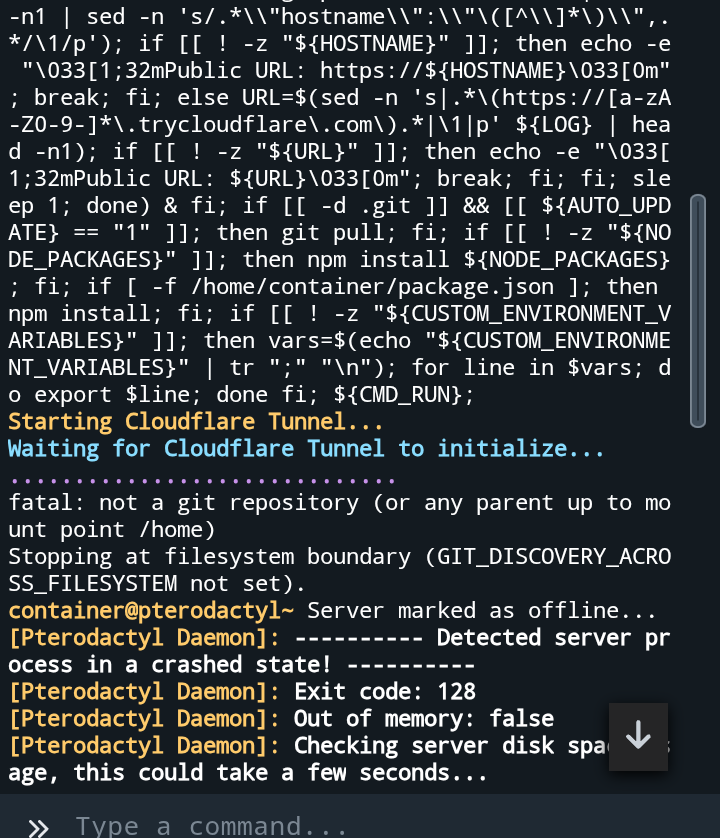 -n1 | sed -n 's/.*\\"hostname\\":\\"\([^\\]*\)\\",.
*/\1/p'); if [[ ! -z "${HOSTNAME}" ]]; then echo -e
"\033[1;32mPublic URL: https://${HOSTNAME}\033[0m"
; break; fi; else URL=$(sed -n 's|.*\(https://[a-zA
-Z0-9-]*\.trycloudflare\.com\).*|\1|p' ${LOG} | hea
d -n1); if [[ ! -z "${URL}" ]]; then echo -e "\033[
1;32mPublic URL: ${URL}\033[0m"; break; fi; fi; sle
ep 1; done) & fi; if [[ -d .git ]] && [[ ${AUTO_UPD
ATE} == "1" ]]; then git pull; fi; if [[ ! -z "${NO
DE_PACKAGES}" ]]; then npm install ${NODE_PACKAGES}
; fi; if [ -f /home/container/package.json ]; then
npm install; fi; if [[ ! -z "${CUSTOM_ENVIRONMENT_V
ARIABLES}" ]]; then vars=$(echo "${CUSTOM_ENVIRONME
NT_VARIABLES}" | tr ";" "\n"); for line in $vars; d
o export $line; done fi; ${CMD_RUN};
Starting Cloudflare Tunnel...
Waiting for Cloudflare Tunnel to initialize...
..............................
fatal: not a git repository (or any parent up to mo
unt point /home)
Stopping at filesystem boundary (GIT_DISCOVERY_ACRO
SS_FILESYSTEM not set).
container@pterodactyl~ Server marked as offline...
[Pterodactyl Daemon]: ---------- Detected server pr
ocess in a crashed state! ----------
[Pterodactyl Daemon]: Exit code: 128
[Pterodactyl Daemon]: Out of memory: false
[Pterodactyl Daemon]: Checking server disk
age, this could take a few seconds...
Type a command...